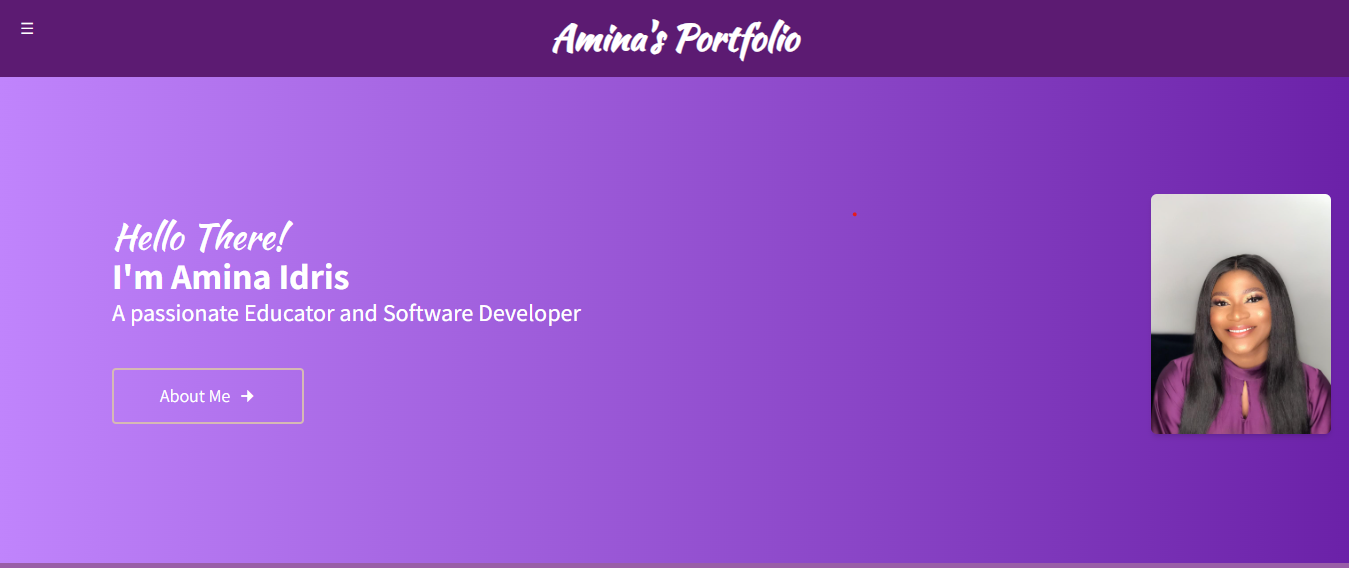 Amina's Portfolio
Hello There!
I'm Amina Idris
A passionate Educator and Software Developer
About Me